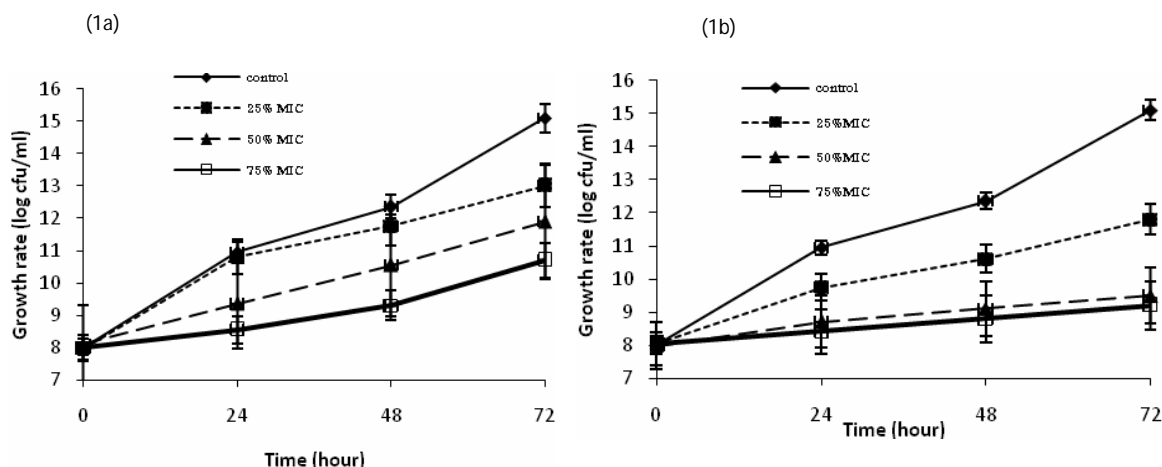 (1a)
control
25% MIC
50% MIC
75% MIC
Growth rate (log cfu/ml)
16
15
14
13
12
11
10
9
8
7
0 24 48 72
Time (hour)
(1b)
control
25%MIC
50%MIC
75%MIC
Growth rate (log cfu/ml)
16
15
14
13
12
11
10
9
8
7
0 24 48 72
Time (hour)